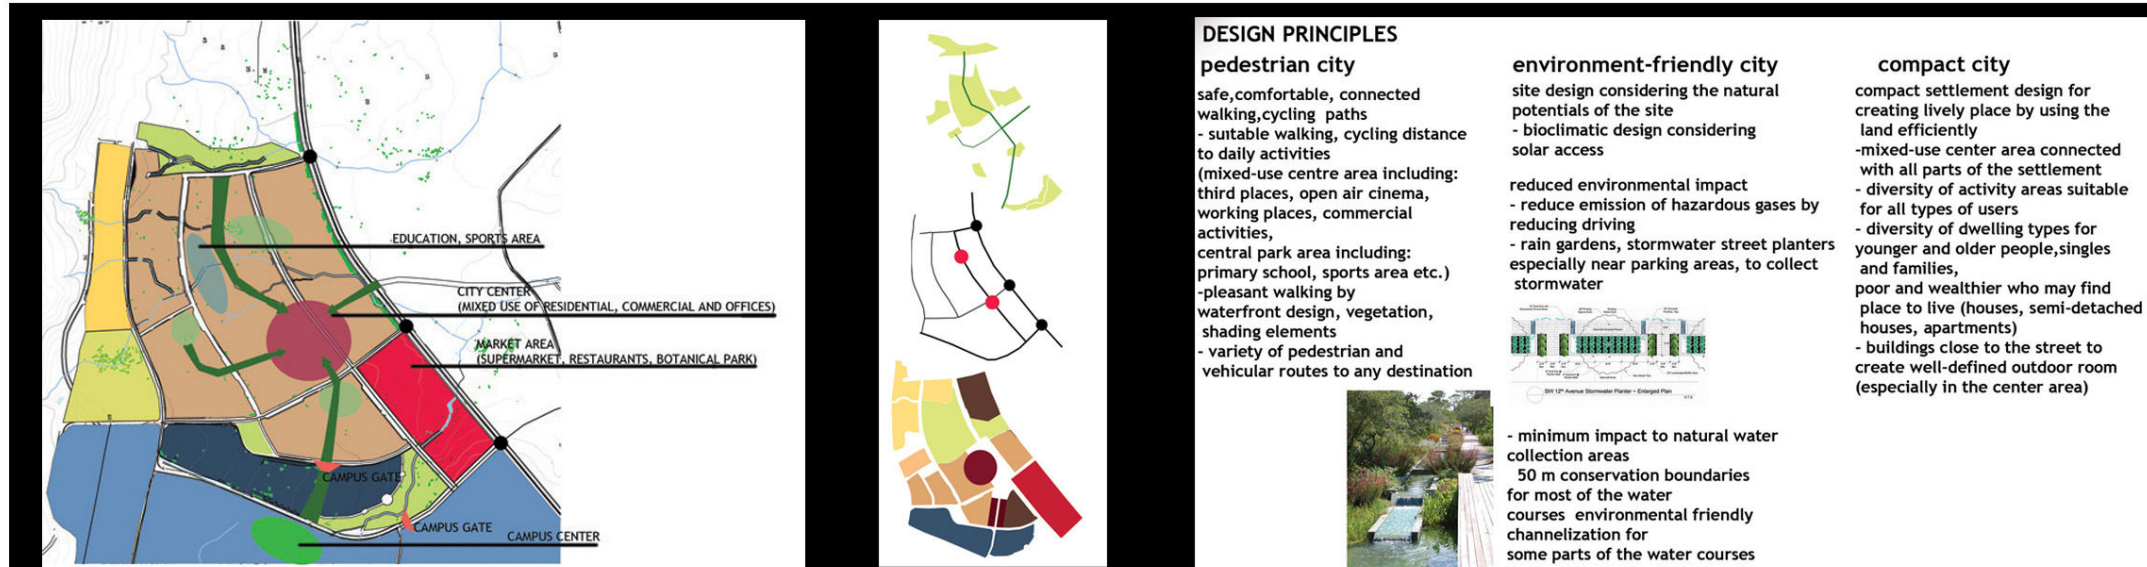 EDUCATION, SPORTS AREA
CITY CENTER
(MIXED USE OF RESIDENTIAL, COMMERCIAL AND OFFICES)
MARKET AREA
(SUPERMARKET, RESTAURANTS, BOTANICAL PARK)
CAMPUS GATE
CAMPUS GATE
CAMPUS CENTER
DESIGN PRINCIPLES
pedestrian city
safe,comfortable, connected
walking,cycling paths
- suitable walking, cycling distance
to daily activities
(mixed-use centre area including:
third places, open air cinema,
working places, commercial
activities,
central park area including:
primary school, sports area etc.)
-pleasant walking by
waterfront design, vegetation,
shading elements
- variety of pedestrian and
vehicular routes to any destination
environment-friendly city
site design considering the natural
potentials of the site
- bioclimatic design considering
solar access
reduced environmental impact
- reduce emission of hazardous gases by
reducing driving
- rain gardens, stormwater street planters
especially near parking areas, to collect
stormwater
SW 12th Avenue Stormwater Planter - Enlarged Plan
- minimum impact to natural water
collection areas
50 m conservation boundaries
for most of the water
courses environmental friendly
channelization for
some parts of the water courses
compact city
compact settlement design for
creating lively place by using the
land efficiently
-mixed-use center area connected
with all parts of the settlement
- diversity of activity areas suitable
for all types of users
- diversity of dwelling types for
younger and older people,singles
and families,
poor and wealthier who may find
place to live (houses, semi-detached
houses, apartments)
- buildings close to the street to
create well-defined outdoor room
(especially in the center area)